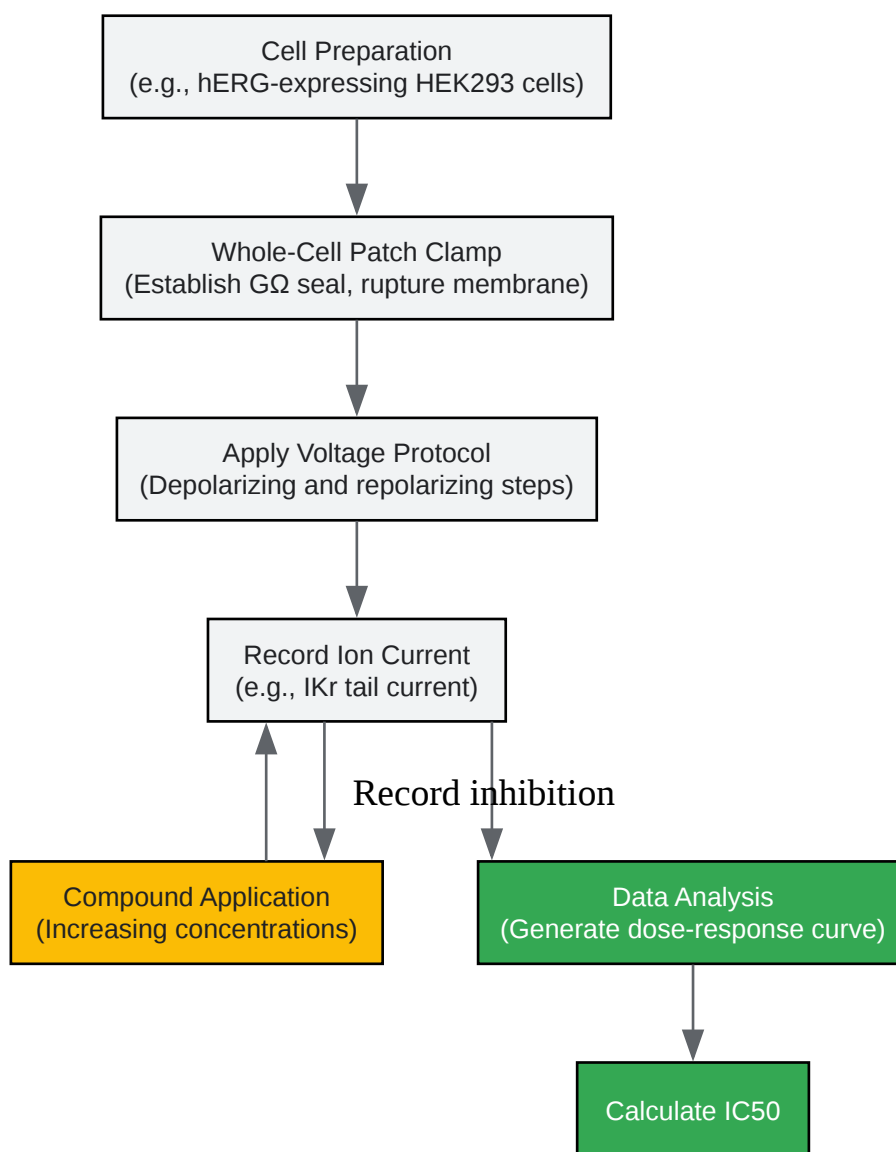 Cell Preparation
(e.g., hERG-expressing HEK293 cells)
Whole-Cell Patch Clamp
(Establish GΩ seal, rupture membrane)
Apply Voltage Protocol
(Depolarizing and repolarizing steps)
Record Ion Current
(e.g., IKr tail current)
Record inhibition
Compound Application
(Increasing concentrations)
Data Analysis
(Generate dose-response curve)
Calculate IC50